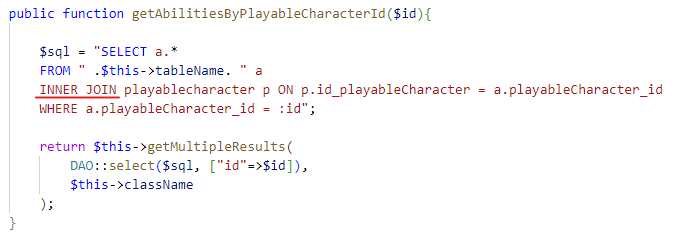 public function getAbilitiesByPlayableCharacterId($id){
$sql = "SELECT a.*
FROM " .$this->tableName. " a
INNER JOIN playablecharacter p ON p.id_playableCharacter = a.playableCharacter_id
WHERE a.playableCharacter_id = :id";
return $this->getMultipleResults(
DAO::select($sql, ["id"=>$id]),
$this->className
);
}